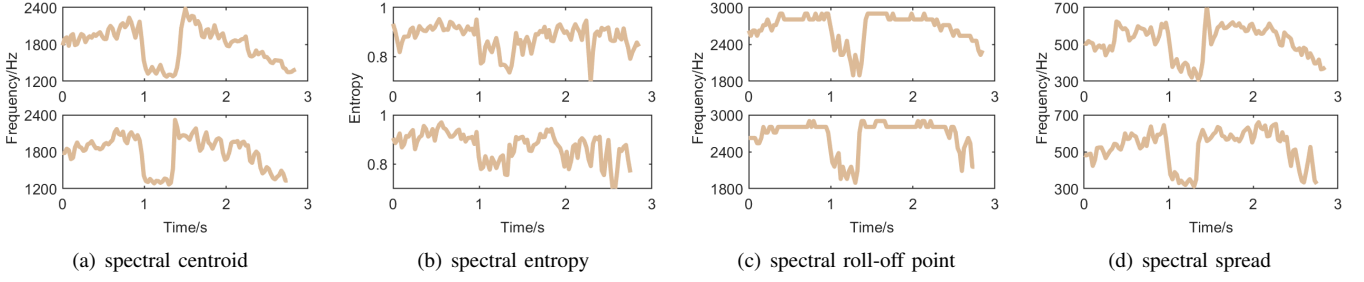 2400
1800
1200
0 1 2 3
2400
1800
1200
0 1 2 3
Frequency/Hz
Time/s
(a) spectral centroid
1
0.8
0 1 2 3
1
0.8
0 1 2 3
Entropy
Time/s
(b) spectral entropy
3000
2400
1800
0 1 2 3
3000
2400
1800
0 1 2 3
Frequency/Hz
Time/s
(c) spectral roll-off point
700
500
300
0 1 2 3
700
500
300
0 1 2 3
Frequency/Hz
Time/s
(d) spectral spread